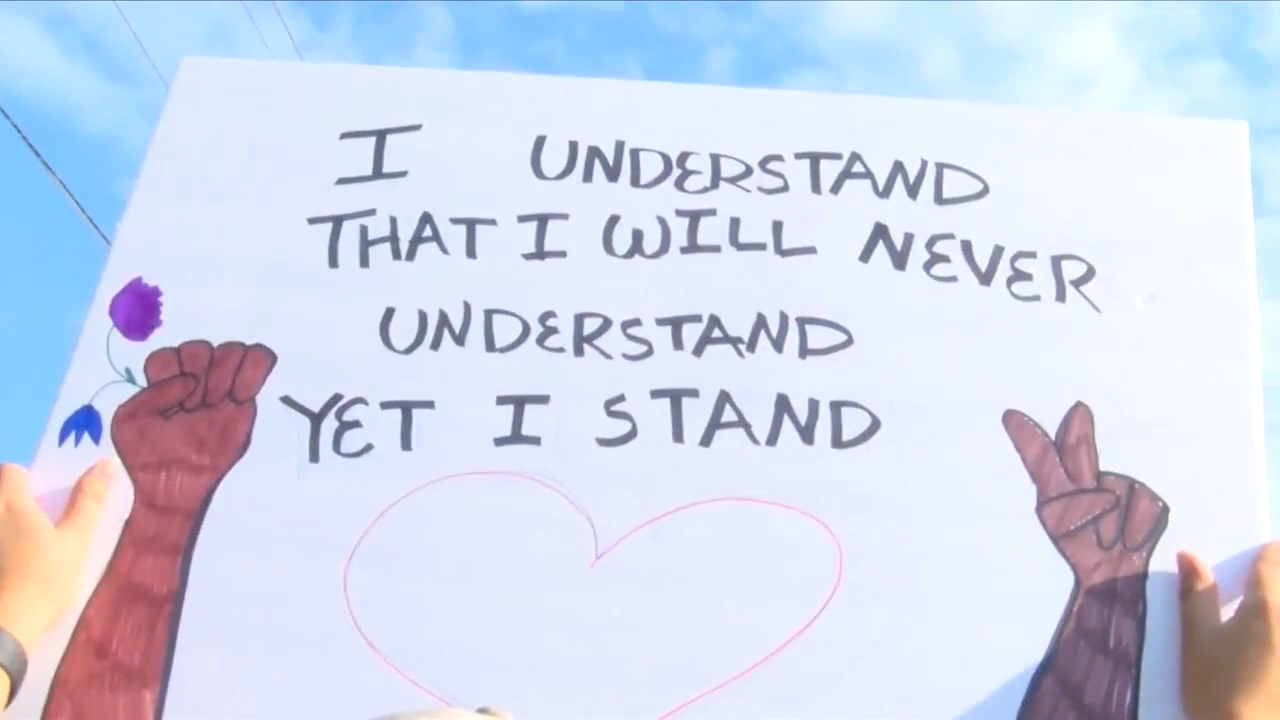 I UNDERSTAND
THAT I WILL NEVER
UNDERSTAND
YET I STAND